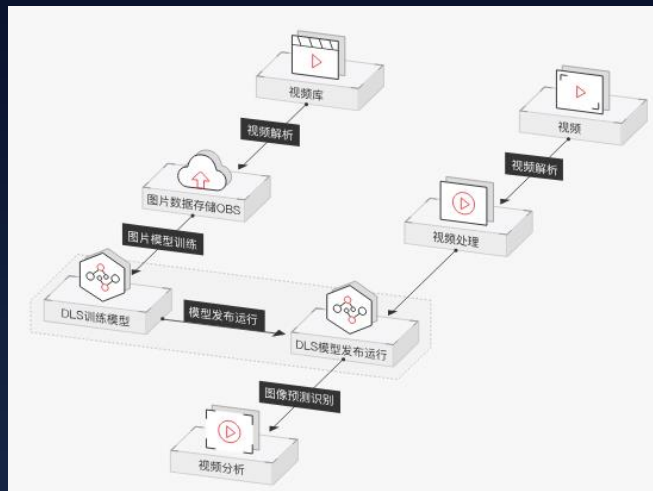 视频库
视频
视频解析
视频解析
图片数据存储OBS
视频处理
图片模型训练
DLS训练模型
模型发布运行
DLS模型发布运行
图像预测识别
视频分析